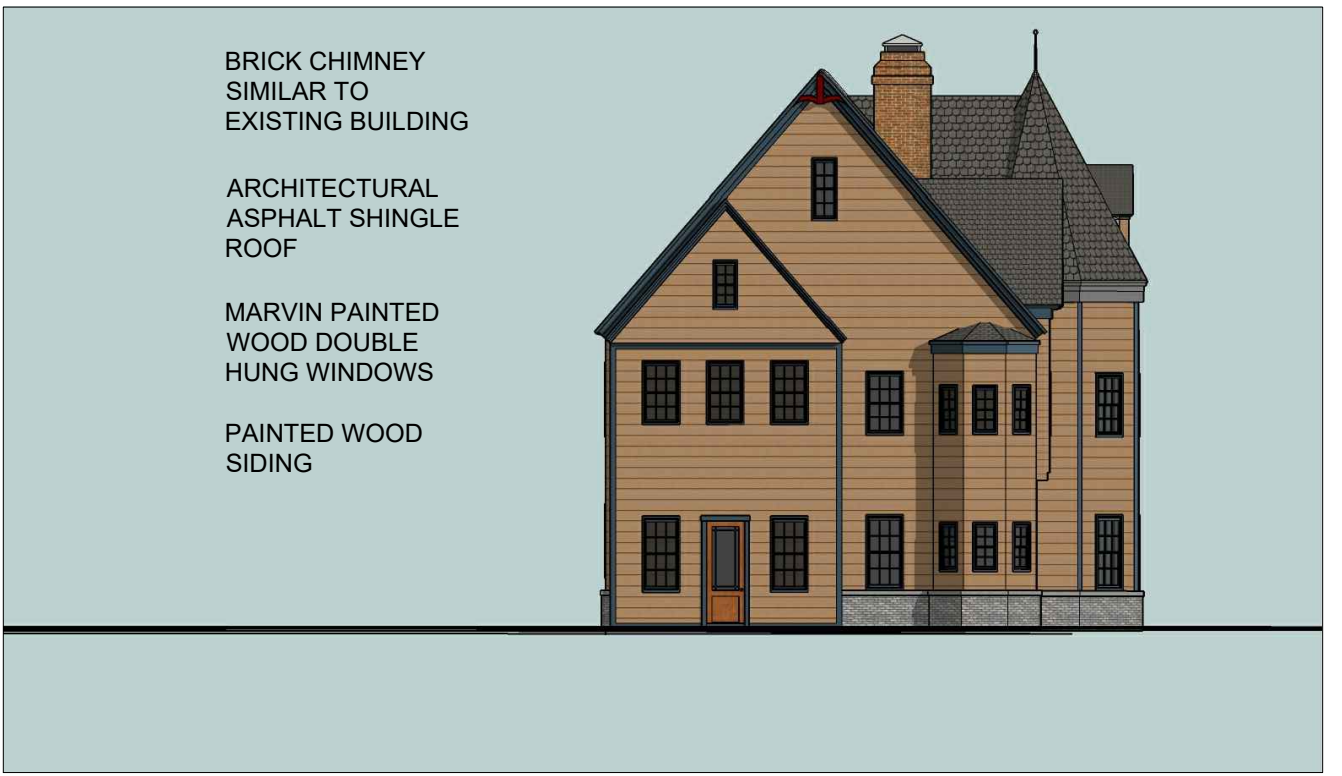 BRICK CHIMNEY
SIMILAR TO
EXISTING BUILDING
ARCHITECTURAL
ASPHALT SHINGLE
ROOF
MARVIN PAINTED
WOOD DOUBLE
HUNG WINDOWS
PAINTED WOOD
SIDING